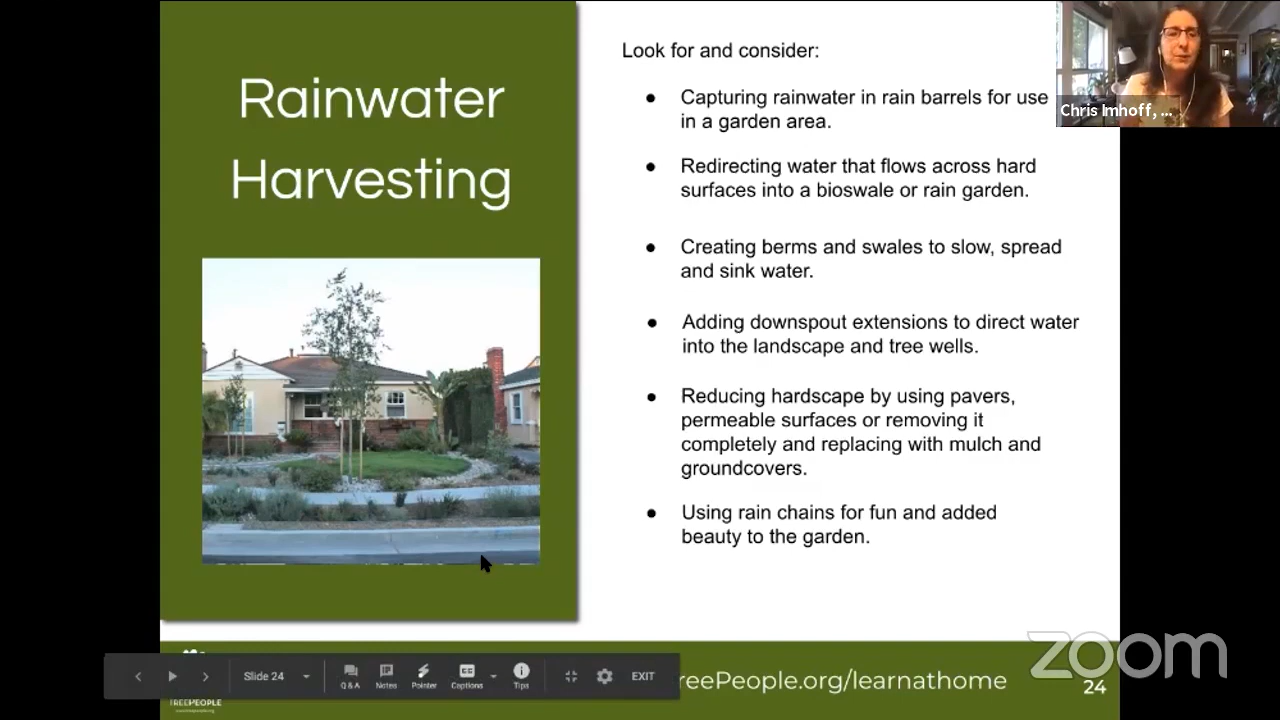 Rainwater
Harvesting
Look for and consider:
● Capturing rainwater in rain barrels for use
in a garden area.
● Redirecting water that flows across hard
surfaces into a bioswale or rain garden.
● Creating berms and swales to slow, spread
and sink water.
● Adding downspout extensions to direct water
into the landscape and tree wells.
● Reducing hardscape by using pavers,
permeable surfaces or removing it
completely and replacing with mulch and
groundcovers.
● Using rain chains for fun and added
beauty to the garden.
Chris Imhoff, ...
Slide 24
Q & A
Notes
Pointer
Captions
Tips
EXIT
reePeople.org/learnathome
zoom
24
TREEPEOPLE